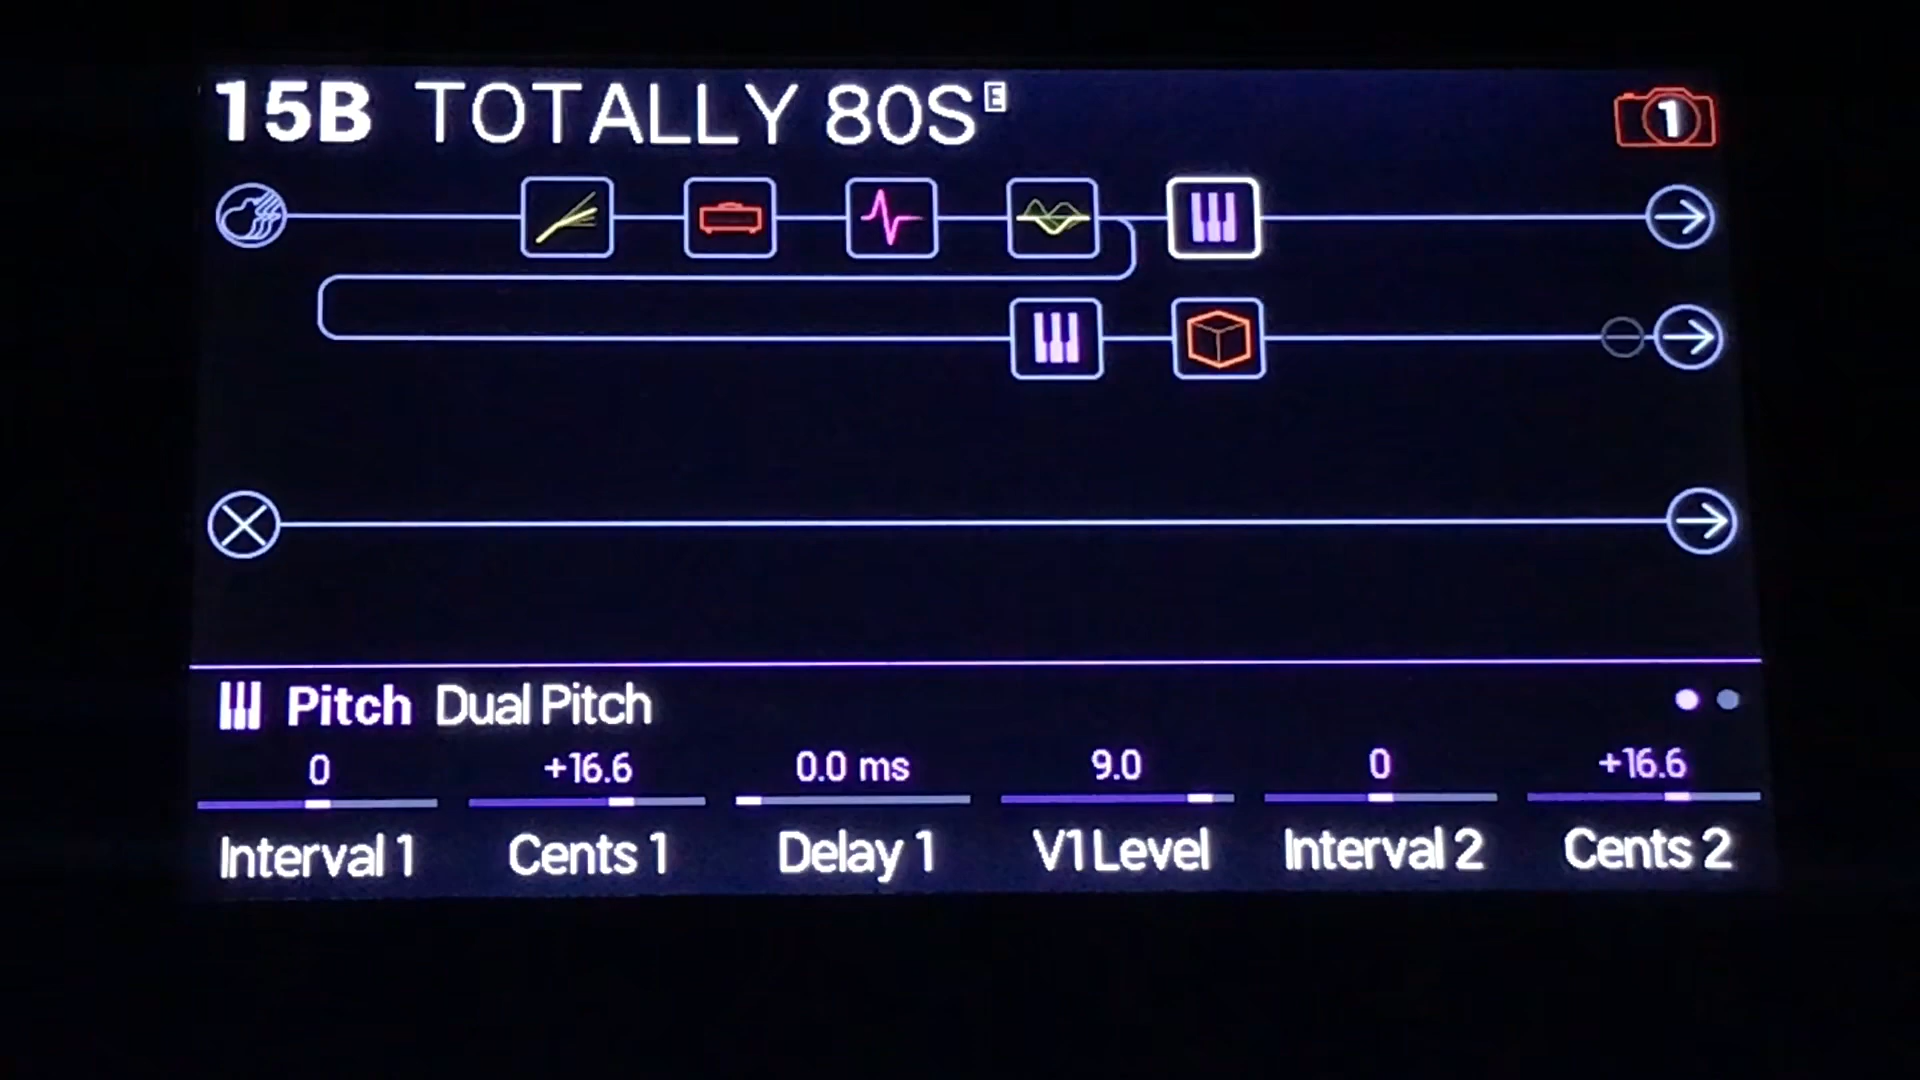 15B TOTALLY 80S E
1
Pitch Dual Pitch
0 +16.6 0.0 ms 9.0 0 +16.6
Interval 1 Cents 1 Delay 1 V1 Level Interval 2 Cents 2